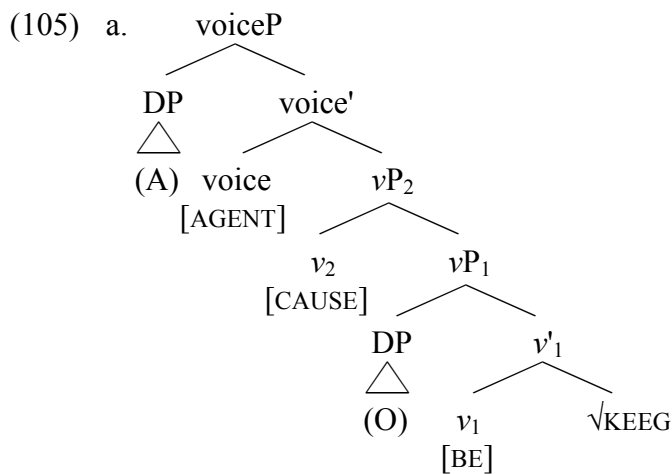 (105) a. voiceP
DP voice'
(A) voice vP₂
[AGENT]
v₂ vP₁
[CAUSE]
DP v'₁
(O) v₁ √KEEG
[BE]